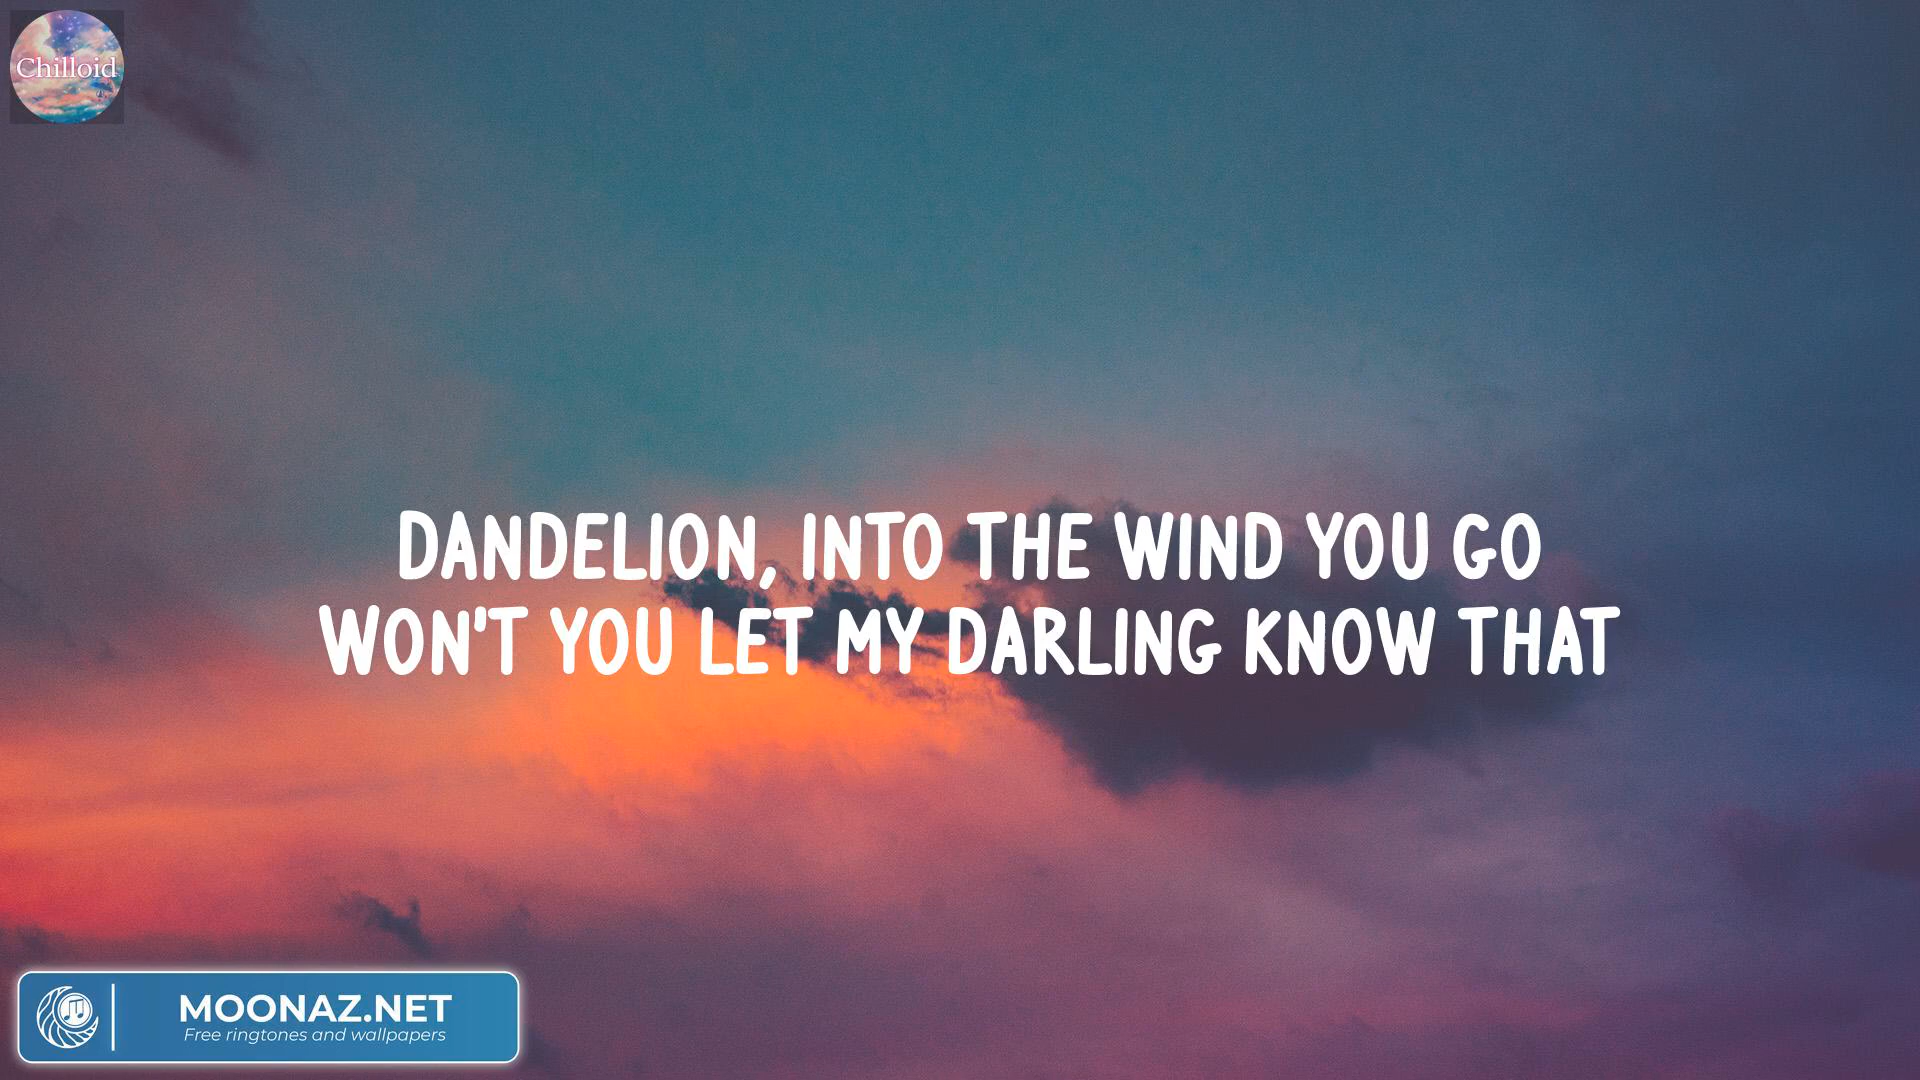 Chilloid
DANDELION, INTO THE WIND YOU GO
WON'T YOU LET MY DARLING KNOW THAT
MOONAZ.NET
Free ringtones and wallpapers